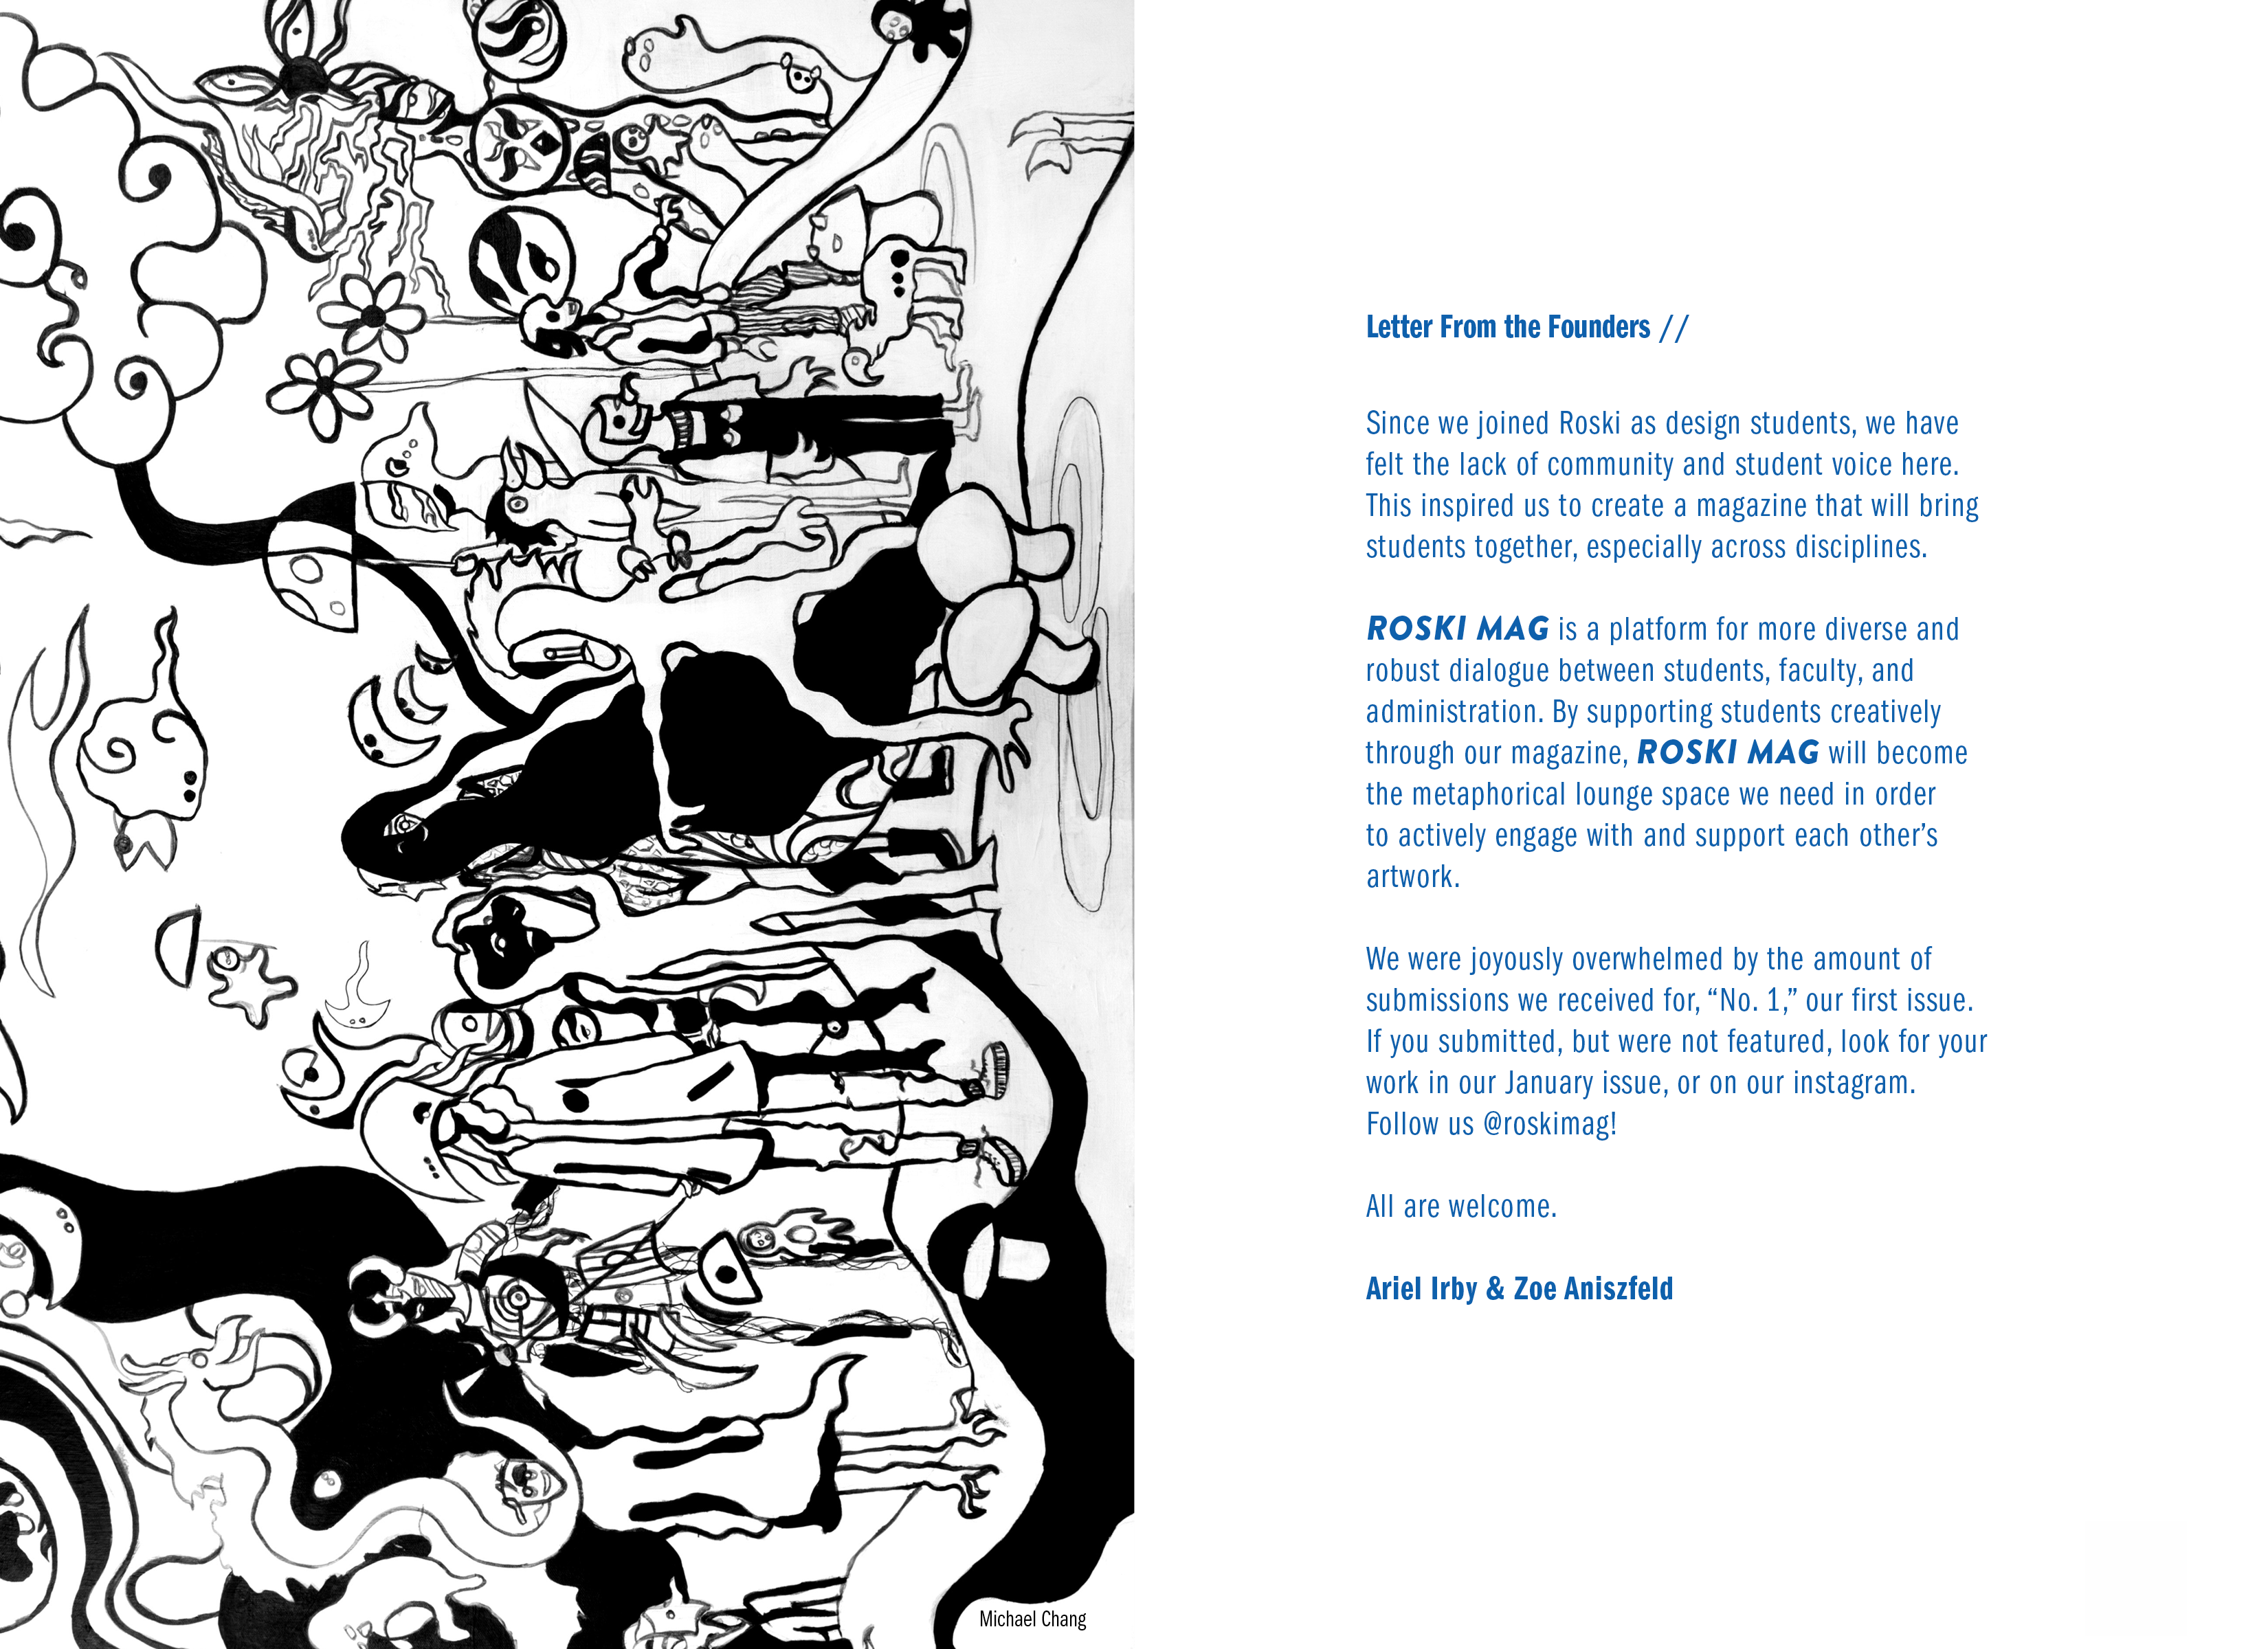 Michael Chang
Letter From the Founders //
Since we joined Roski as design students, we have
felt the lack of community and student voice here.
This inspired us to create a magazine that will bring
students together, especially across disciplines.
ROSKI MAG is a platform for more diverse and
robust dialogue between students, faculty, and
administration. By supporting students creatively
through our magazine, ROSKI MAG will become
the metaphorical lounge space we need in order
to actively engage with and support each other’s
artwork.
We were joyously overwhelmed by the amount of
submissions we received for, “No. 1,” our first issue.
If you submitted, but were not featured, look for your
work in our January issue, or on our instagram.
Follow us @roskimag!
All are welcome.
Ariel Irby & Zoe Aniszfeld